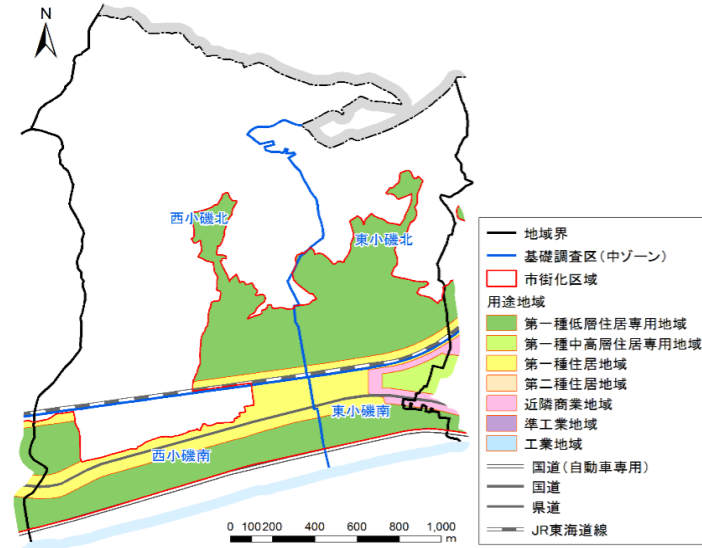 N
西小磯北
東小磯北
東小磯南
西小磯南
0 100 200 400 600 800 1,000
m
地域界
基礎調査区(中ゾーン)
市街化区域
用途地域
第一種低層住居専用地域
第一種中高層住居専用地域
第一種住居地域
第二種住居地域
近隣商業地域
準工業地域
工業地域
国道(自動車専用)
国道
県道
JR東海道線